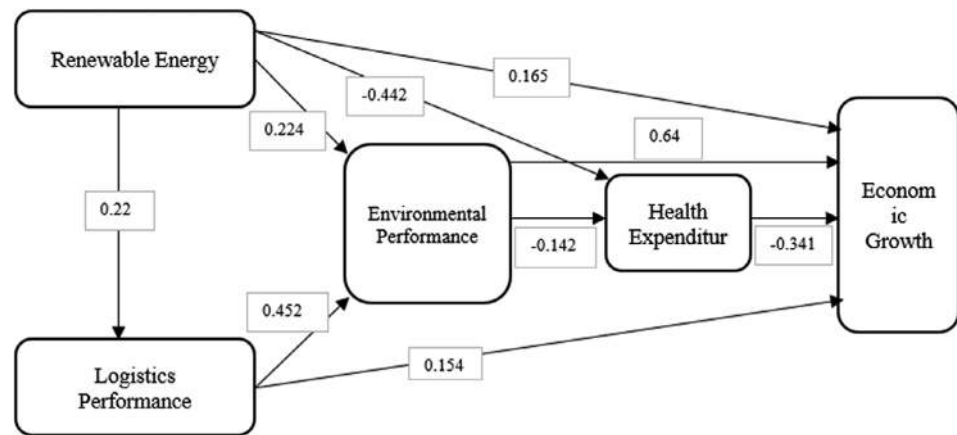 Renewable Energy
0.165
-0.442
0.224
0.64
0.22
Environmental
Performance
Health
Expenditur
Econom
ic
Growth
-0.142
-0.341
0.452
0.154
Logistics
Performance